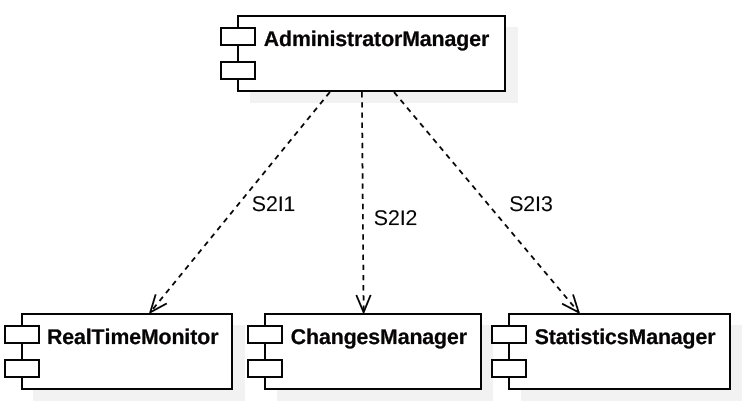 AdministratorManager
S2I1
S2I2
S2I3
RealTimeMonitor
ChangesManager
StatisticsManager